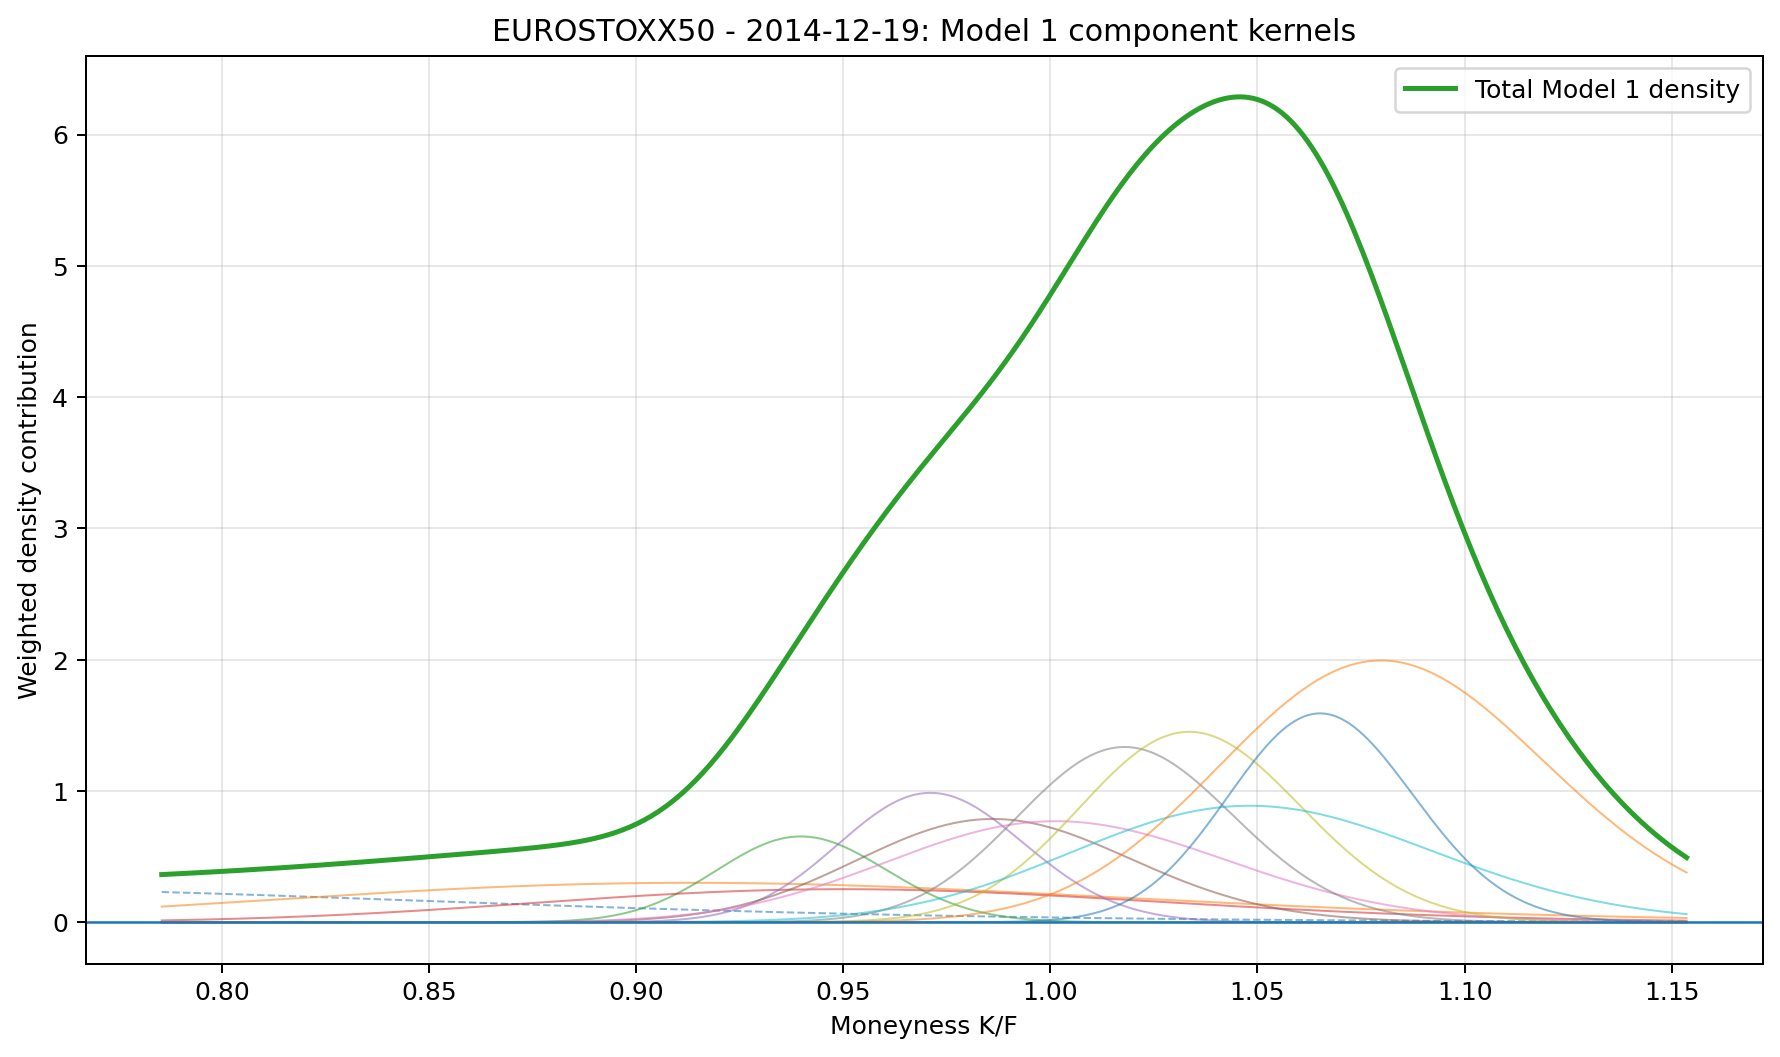 EUROSTOXX50 - 2014-12-19: Model 1 component kernels
Total Model 1 density
Weighted density contribution
6
5
4
3
2
1
0
0.80 0.85 0.90 0.95 1.00 1.05 1.10 1.15
Moneyness K/F